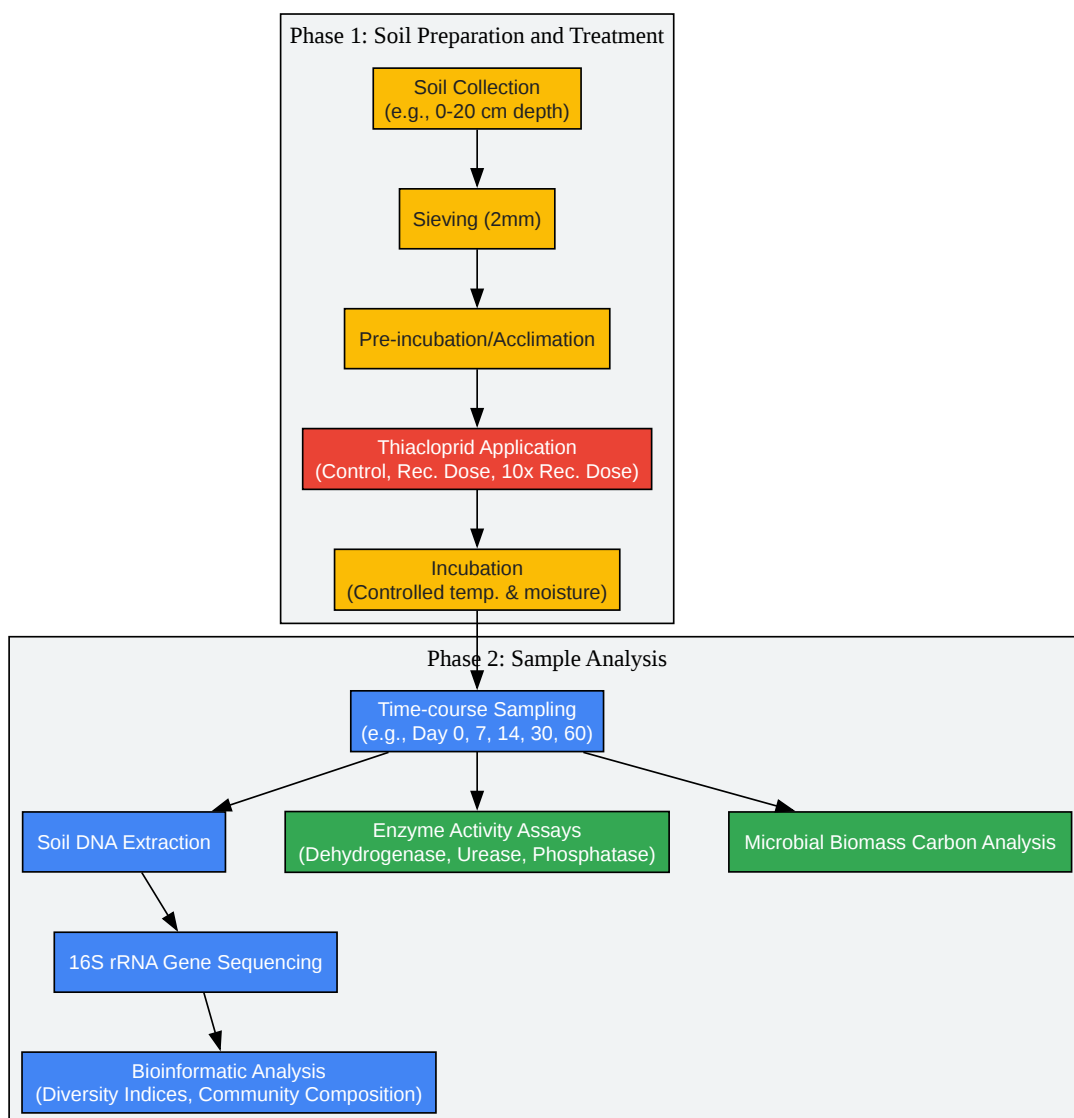 Phase 1: Soil Preparation and Treatment
Soil Collection
(e.g., 0-20 cm depth)
Sieving (2mm)
Pre-incubation/Acclimation
Thiacloprid Application
(Control, Rec. Dose, 10x Rec. Dose)
Incubation
(Controlled temp. & moisture)
Phase 2: Sample Analysis
Time-course Sampling
(e.g., Day 0, 7, 14, 30, 60)
Soil DNA Extraction
Enzyme Activity Assays
(Dehydrogenase, Urease, Phosphatase)
Microbial Biomass Carbon Analysis
16S rRNA Gene Sequencing
Bioinformatic Analysis
(Diversity Indices, Community Composition)